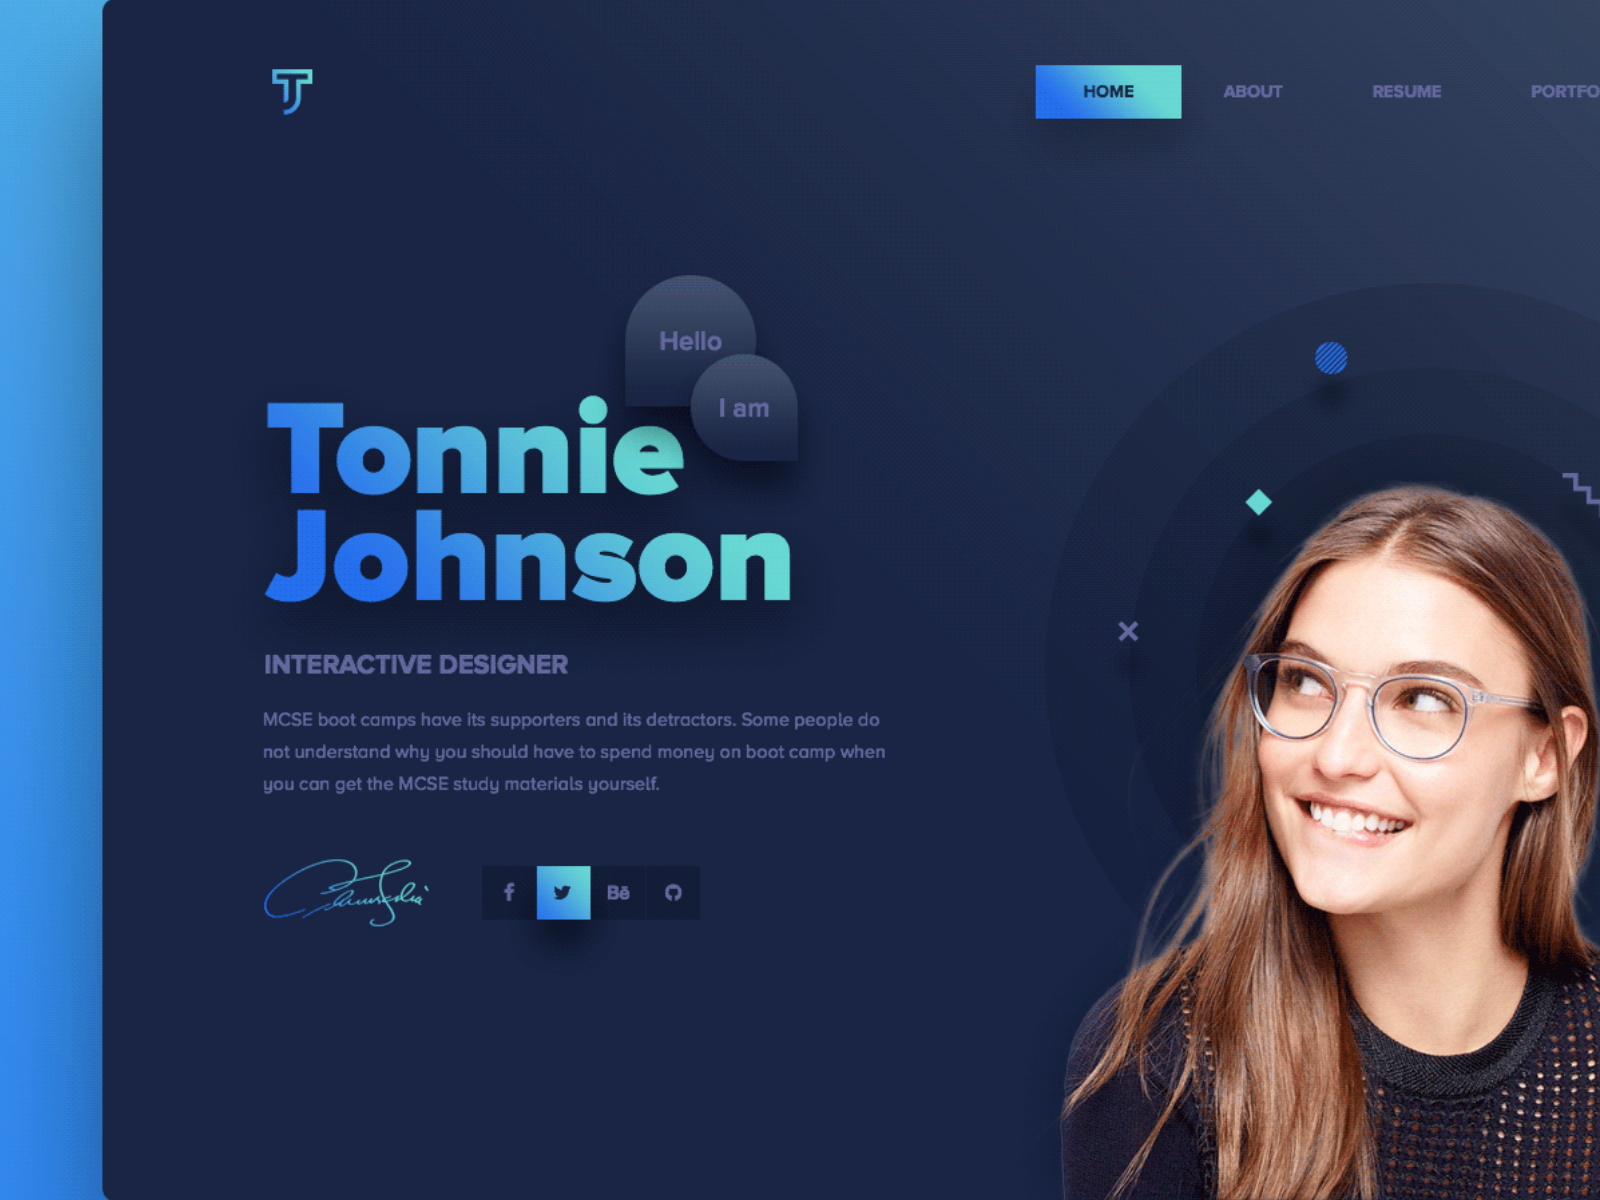 TJ
HOME ABOUT RESUME PORTFO
Hello
I am
Tonnie
Johnson
INTERACTIVE DESIGNER
MCSE boot camps have its supporters and its detractors. Some people do
not understand why you should have to spend money on boot camp when
you can get the MCSE study materials yourself.
f Bē